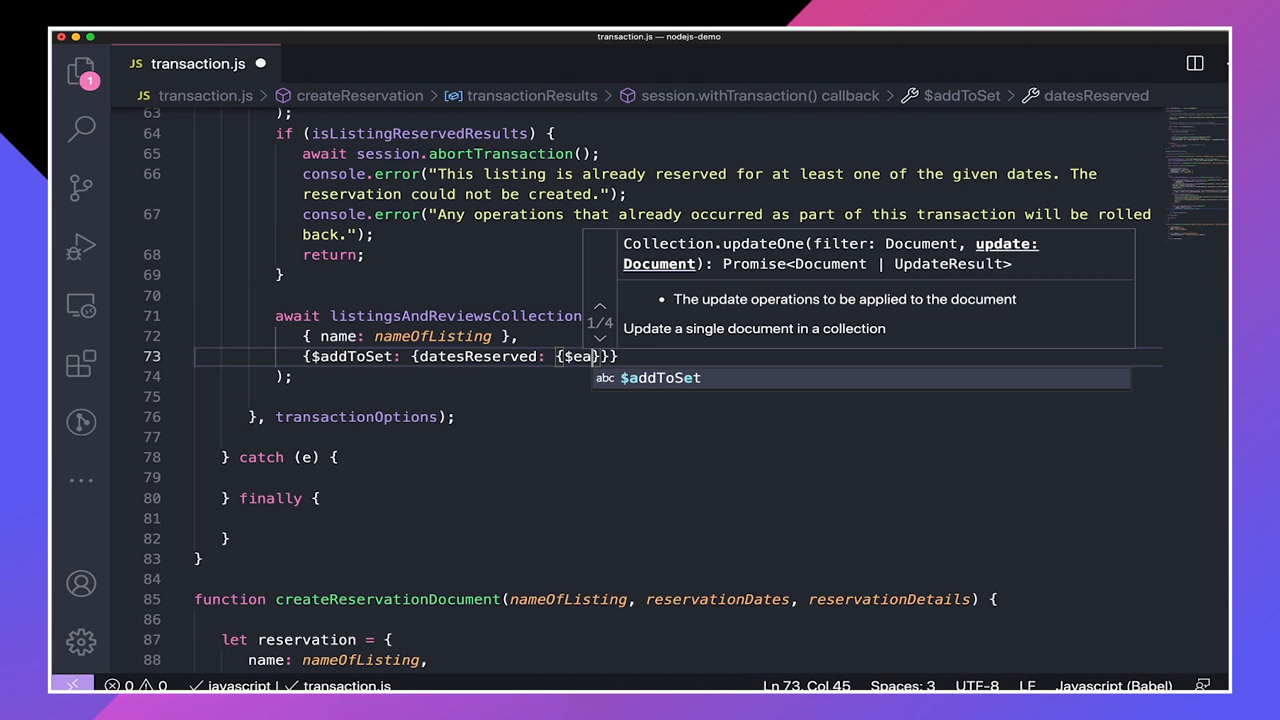 transaction.js — nodejs-demo
JS transaction.js
1
JS transaction.js > createReservation > transactionResults > session.withTransaction() callback > $addToSet > datesReserved
63 );
64 if (isListingReservedResults) {
65 await session.abortTransaction();
66 console.error("This listing is already reserved for at least one of the given dates. The
reservation could not be created.");
67 console.error("Any operations that already occurred as part of this transaction will be rolled
back.");
68 return;
69 }
70
71 await listingsAndReviewsCollection
72 { name: nameOfListing },
73 {$addToSet: {datesReserved: {$ea}}}
74 );
75
76 }, transactionOptions);
77
78 } catch (e) {
79
80 } finally {
81
82 }
83 }
84
85 function createReservationDocument(nameOfListing, reservationDates, reservationDetails) {
86
87 let reservation = {
88 name: nameOfListing,
Collection.updateOne(filter: Document, update:
Document): Promise<Document | UpdateResult>
• The update operations to be applied to the document
1/4
Update a single document in a collection
abc $addToSet
0 0 javascript | transaction.js Ln 73, Col 45 Spaces: 3 UTF-8 LF Javascript (Babel)